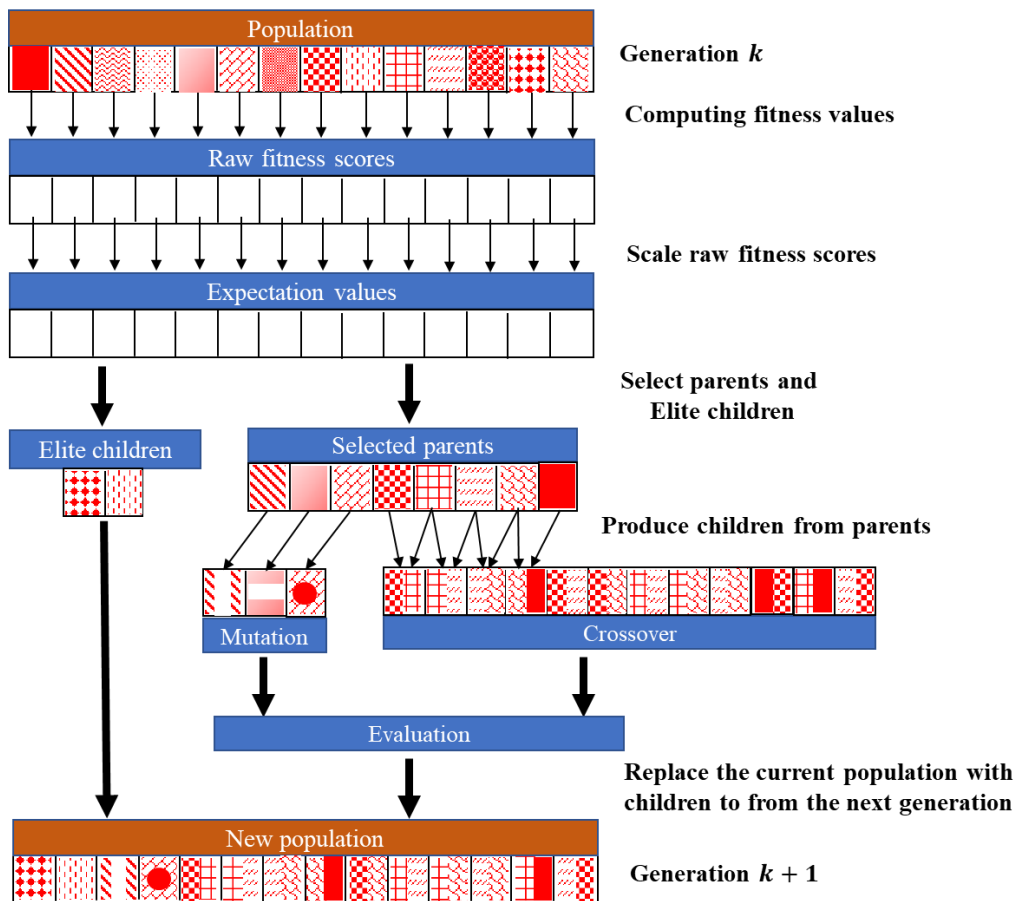 Population
Generation k
Computing fitness values
Raw fitness scores
Scale raw fitness scores
Expectation values
Select parents and
Elite children
Elite children
Selected parents
Produce children from parents
Mutation
Crossover
Evaluation
Replace the current population with
children to from the next generation
New population
Generation k + 1